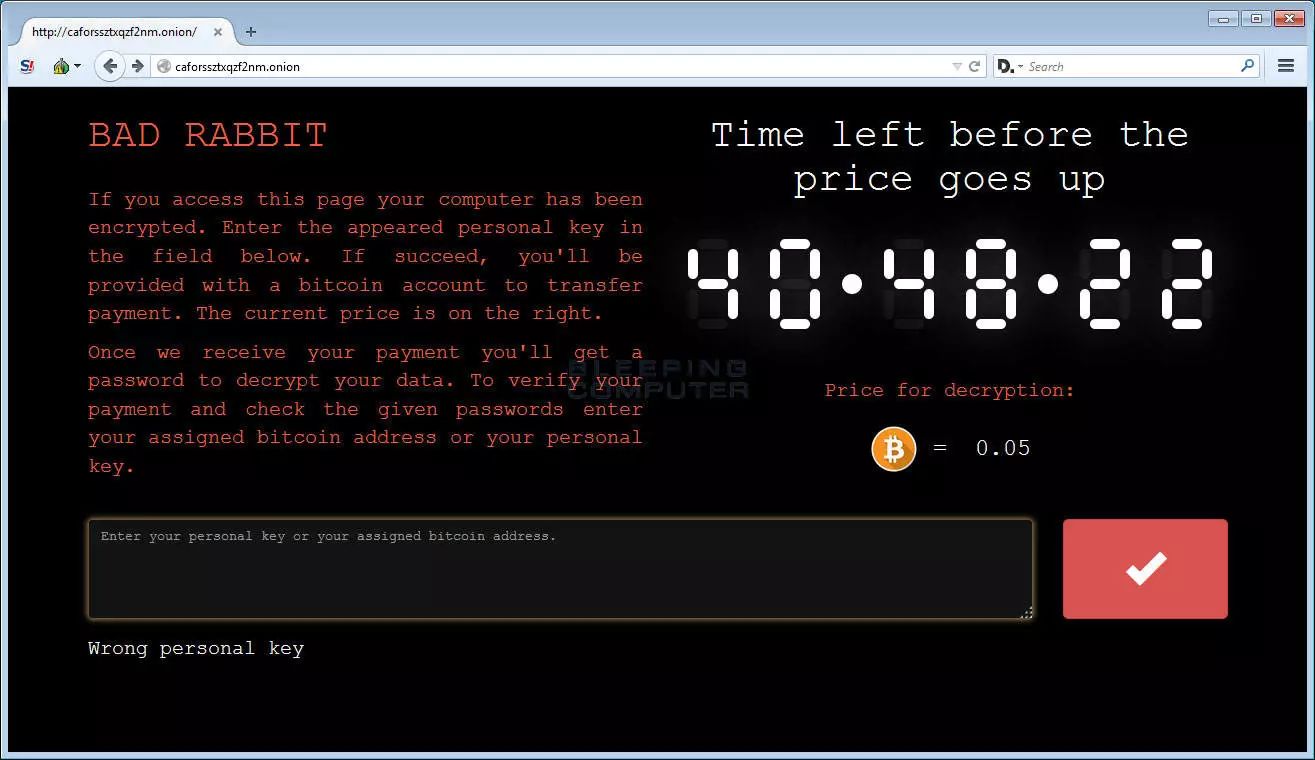 http://caforssztxqzf2nm.onion/
caforssztxqzf2nm.onion
Search
BAD RABBIT
If you access this page your computer has been
encrypted. Enter the appeared personal key in
the field below. If succeed, you'll be
provided with a bitcoin account to transfer
payment. The current price is on the right.
Once we receive your payment you'll get a
password to decrypt your data. To verify your
payment and check the given passwords enter
your assigned bitcoin address or your personal
key.
Time left before the
price goes up
40•48•22
Price for decryption:
= 0.05
BLEEPING
COMPUTER
Enter your personal key or your assigned bitcoin address.
Wrong personal key